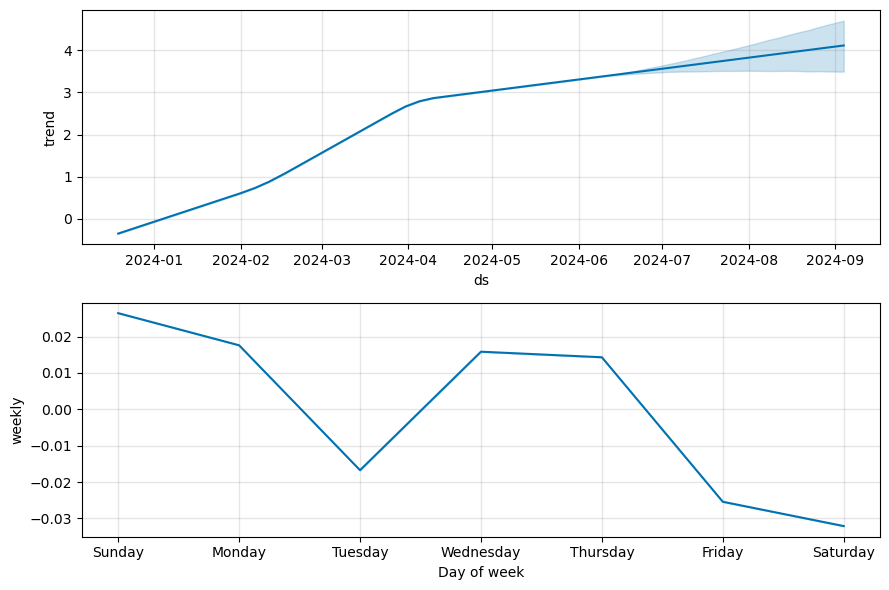 4
3
2
1
0
trend
2024-01 2024-02 2024-03 2024-04 2024-05 2024-06 2024-07 2024-08 2024-09
ds
0.02
0.01
0.00
−0.01
−0.02
−0.03
weekly
Sunday Monday Tuesday Wednesday Thursday Friday Saturday
Day of week